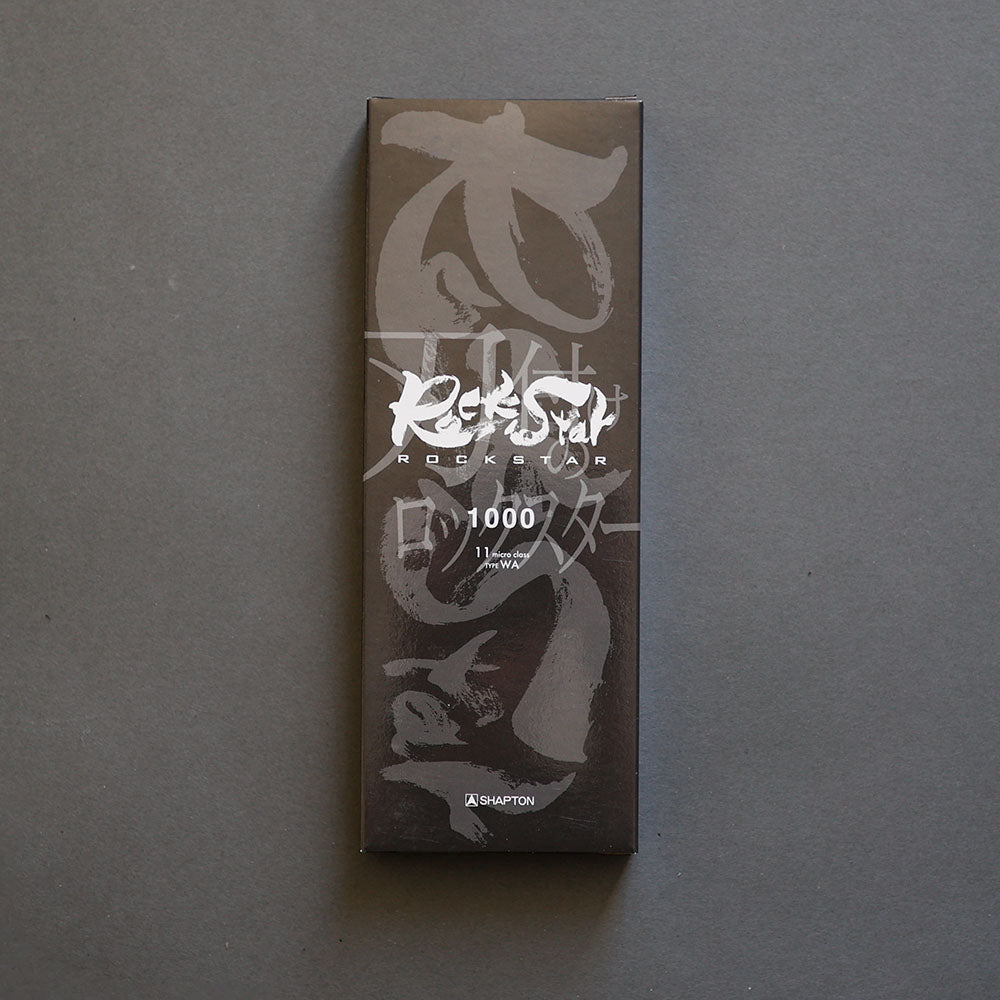 刃付け
の
RockStar
ROCKSTAR
ロックスター
1000
11 micro class
TYPE WA
SHAPTON